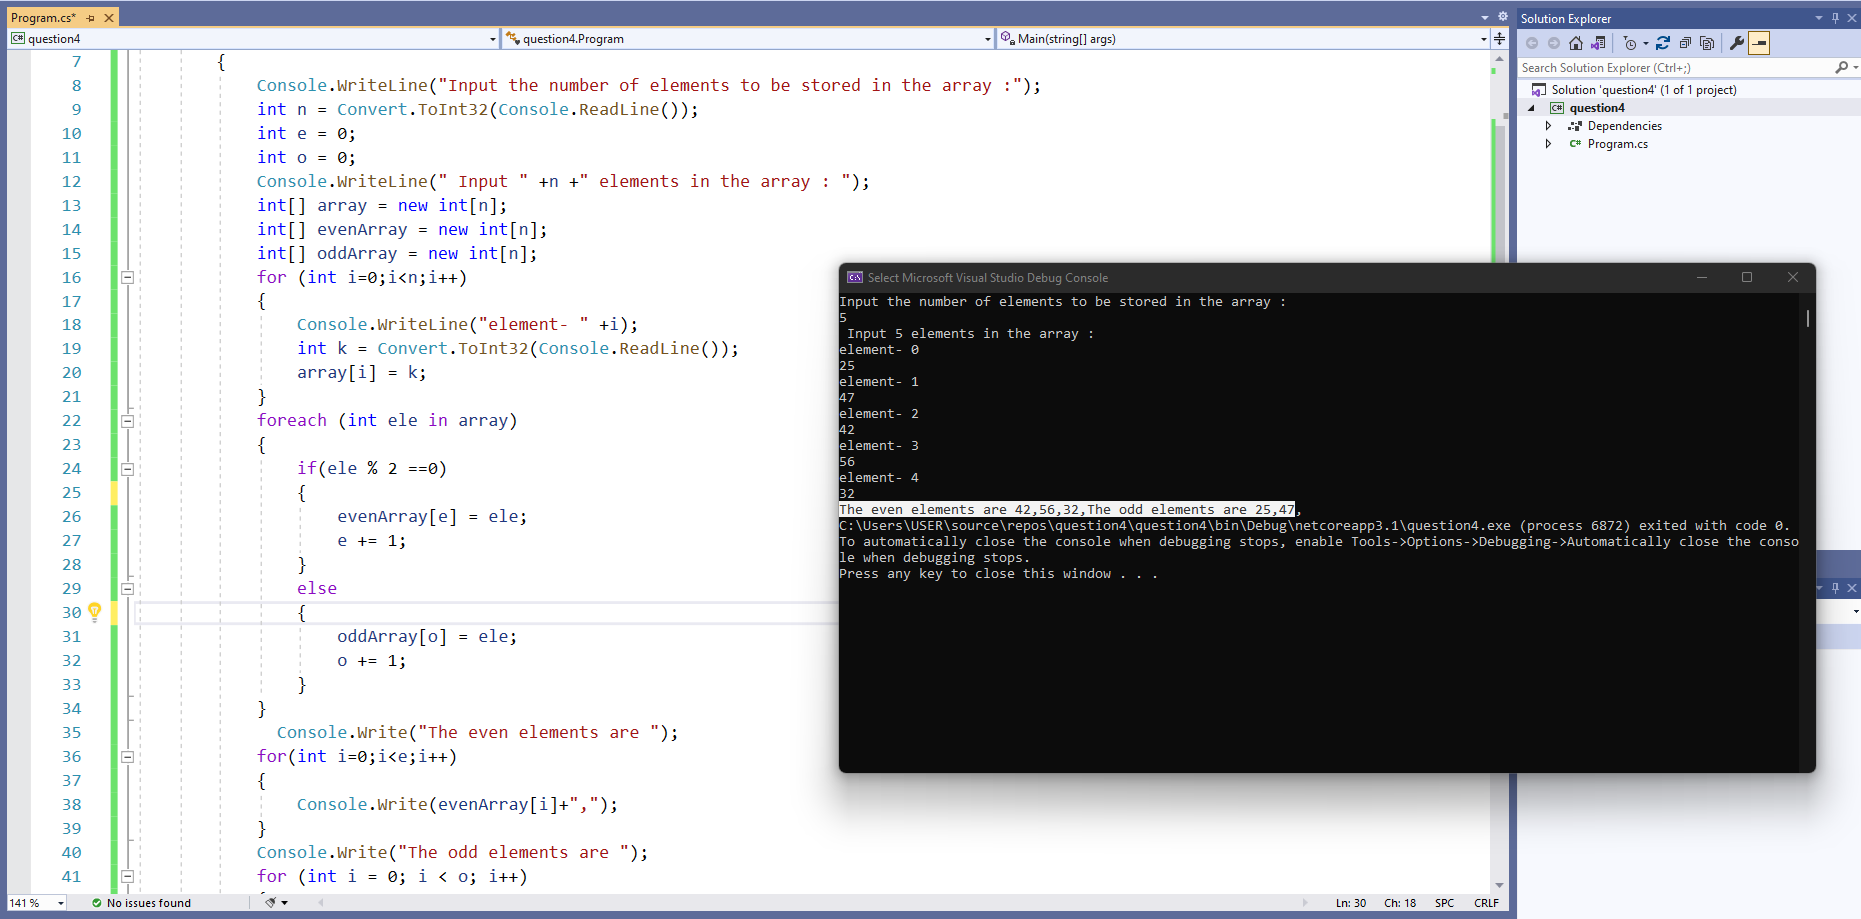 Program.cs*
question4
question4.Program
Main(string[] args)
7 {
8 Console.WriteLine("Input the number of elements to be stored in the array :");
9 int n = Convert.ToInt32(Console.ReadLine());
10 int e = 0;
11 int o = 0;
12 Console.WriteLine(" Input " +n +" elements in the array : ");
13 int[] array = new int[n];
14 int[] evenArray = new int[n];
15 int[] oddArray = new int[n];
16 for (int i=0;i<n;i++)
17 {
18 Console.WriteLine("element- " +i);
19 int k = Convert.ToInt32(Console.ReadLine());
20 array[i] = k;
21 }
22 foreach (int ele in array)
23 {
24 if(ele % 2 ==0)
25 {
26 evenArray[e] = ele;
27 e += 1;
28 }
29 else
30 {
31 oddArray[o] = ele;
32 o += 1;
33 }
34 }
35 Console.Write("The even elements are ");
36 for(int i=0;i<e;i++)
37 {
38 Console.Write(evenArray[i]+",");
39 }
40 Console.Write("The odd elements are ");
41 for (int i = 0; i < o; i++)
141 %
No issues found
Ln: 30
Ch: 18
SPC
CRLF
Select Microsoft Visual Studio Debug Console
Input the number of elements to be stored in the array :
5
Input 5 elements in the array :
element- 0
25
element- 1
47
element- 2
42
element- 3
56
element- 4
32
The even elements are 42,56,32,The odd elements are 25,47,
C:\Users\USER\source\repos\question4\question4\bin\Debug\netcoreapp3.1\question4.exe (process 6872) exited with code 0.
To automatically close the console when debugging stops, enable Tools->Options->Debugging->Automatically close the conso
le when debugging stops.
Press any key to close this window . . .
Solution Explorer
Search Solution Explorer (Ctrl+;)
Solution 'question4' (1 of 1 project)
C# question4
Dependencies
C# Program.cs